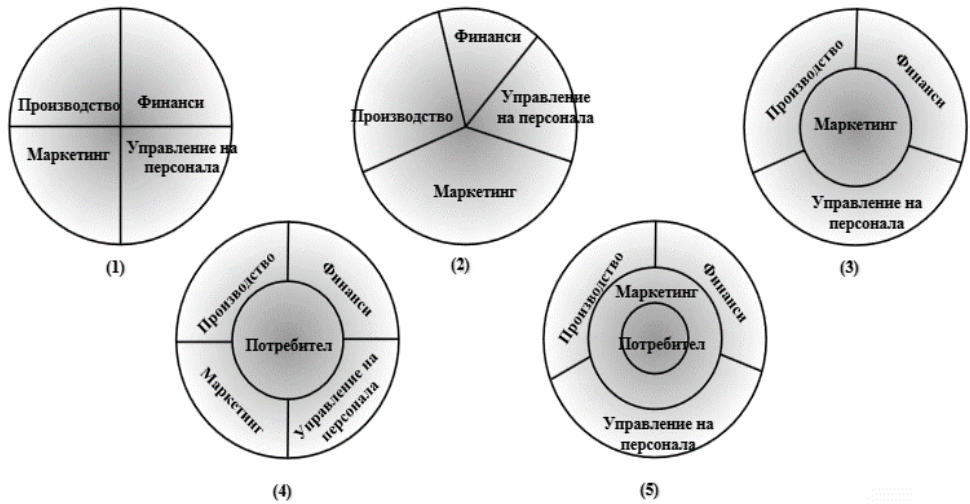 Производство
Финанси
Маркетинг
Управление на
персонала
(1)
Финанси
Производство
Управление
на персонала
Маркетинг
(2)
Производство
Финанси
Маркетинг
Управление на
персонала
(3)
Производство
Финанси
Потребител
Маркетинг
Управление на
персонала
(4)
Производство
Финанси
Маркетинг
Потребител
Управление на
персонала
(5)